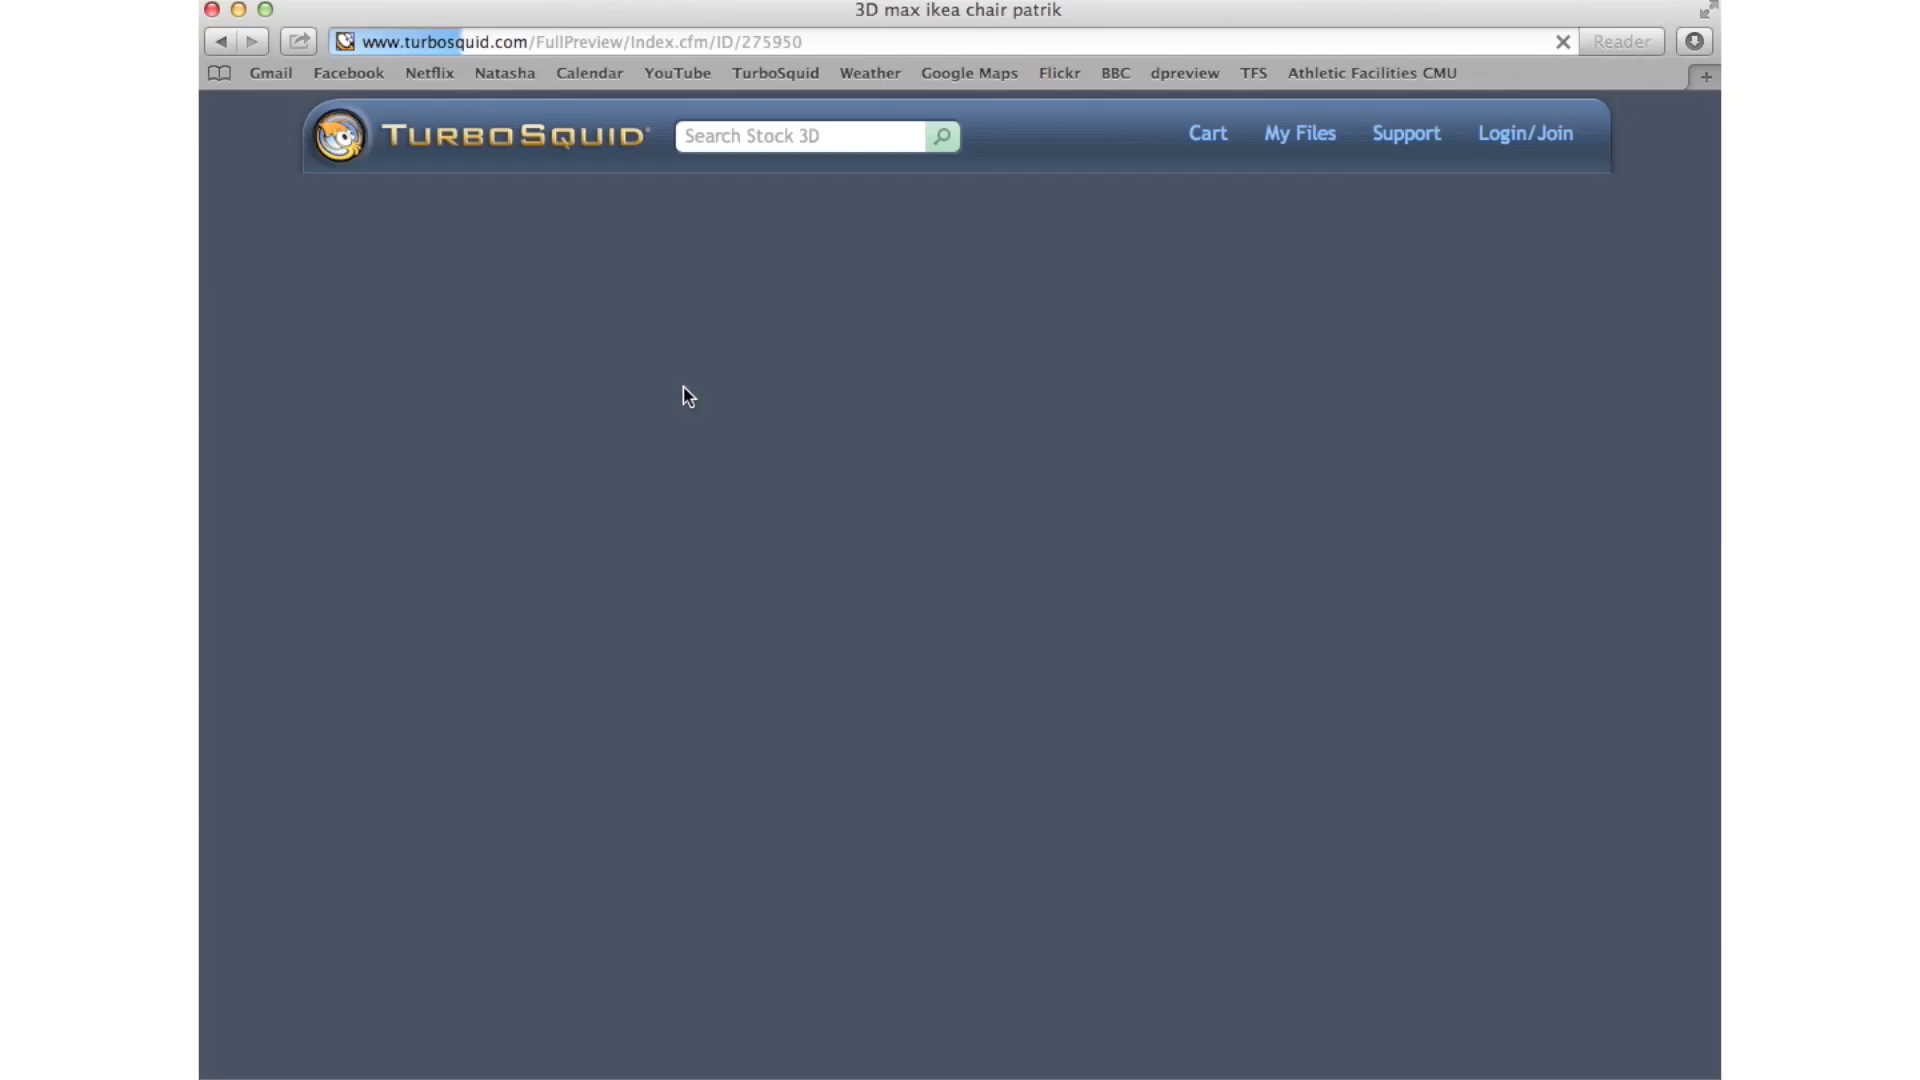 3D max ikea chair patrik
www.turbosquid.com/FullPreview/Index.cfm/ID/275950
Reader
Gmail Facebook Netflix Natasha Calendar YouTube TurboSquid Weather Google Maps Flickr BBC dpreview TFS Athletic Facilities CMU
TURBOSQUID
Search Stock 3D
Cart My Files Support Login/Join